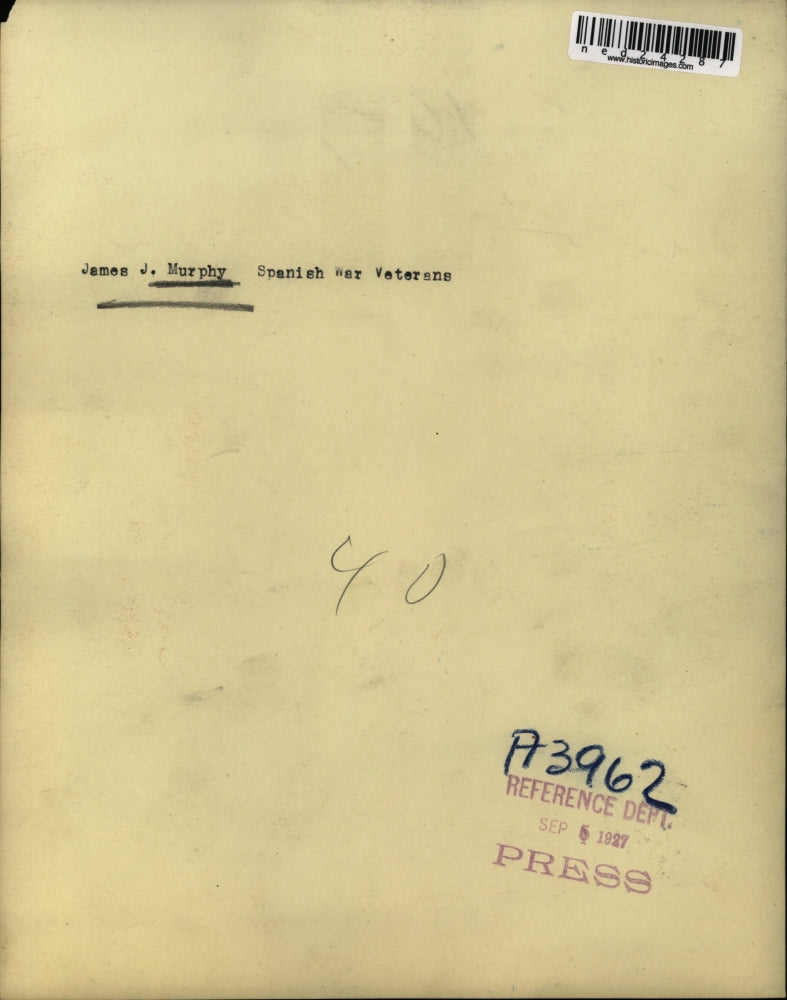 ned24287
www.historicimages.com
James J. Murphy Spanish War Veterans
40
A3962
REFERENCE DEPT.
SEP 6 1927
PRESS